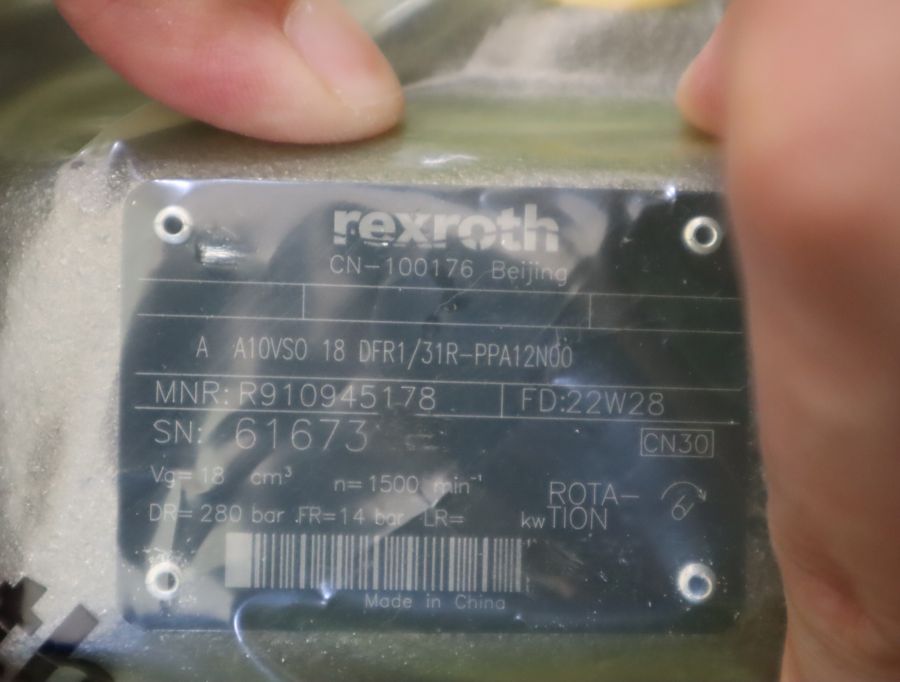 rexroth
CN-100176 Beijing
A A10VSO 18 DFR1/31R-PPA12N00
MNR: R910945178 FD:22W28
SN: 61673
CN30
Vg= 18 cm³ n= 1500 min⁻¹
DR= 280 bar FR= 14 bar LR= kw
ROTA-
TION
Made in China